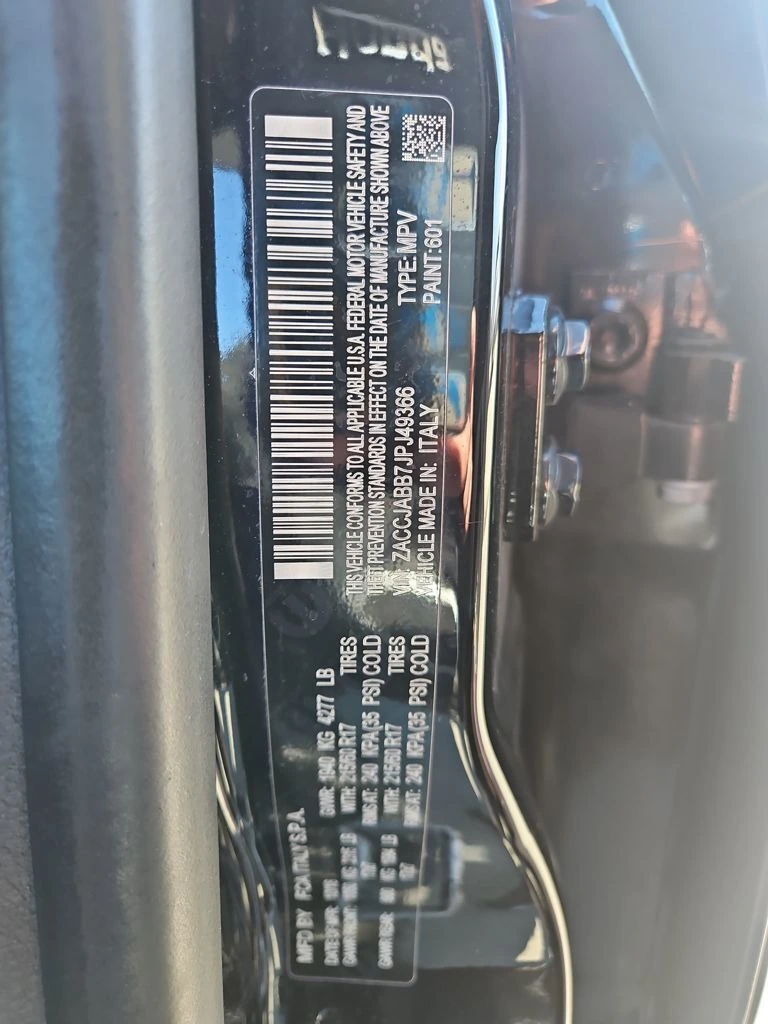 MFD BY FCA ITALY S.P.A.
GVWR: 1940 KG 4277 LB
WITH: 215/60 R17 TIRES
RIMS AT: 240 KPA(35 PSI) COLD
WITH: 215/60 R17 TIRES
RIMS AT: 240 KPA(35 PSI) COLD
THIS VEHICLE CONFORMS TO ALL APPLICABLE U.S.A. FEDERAL MOTOR VEHICLE SAFETY AND
THEFT PREVENTION STANDARDS IN EFFECT ON THE DATE OF MANUFACTURE SHOWN ABOVE
VIN: ZACCJABB7JPJ49366 TYPE: MPV
VEHICLE MADE IN: ITALY PAINT:601